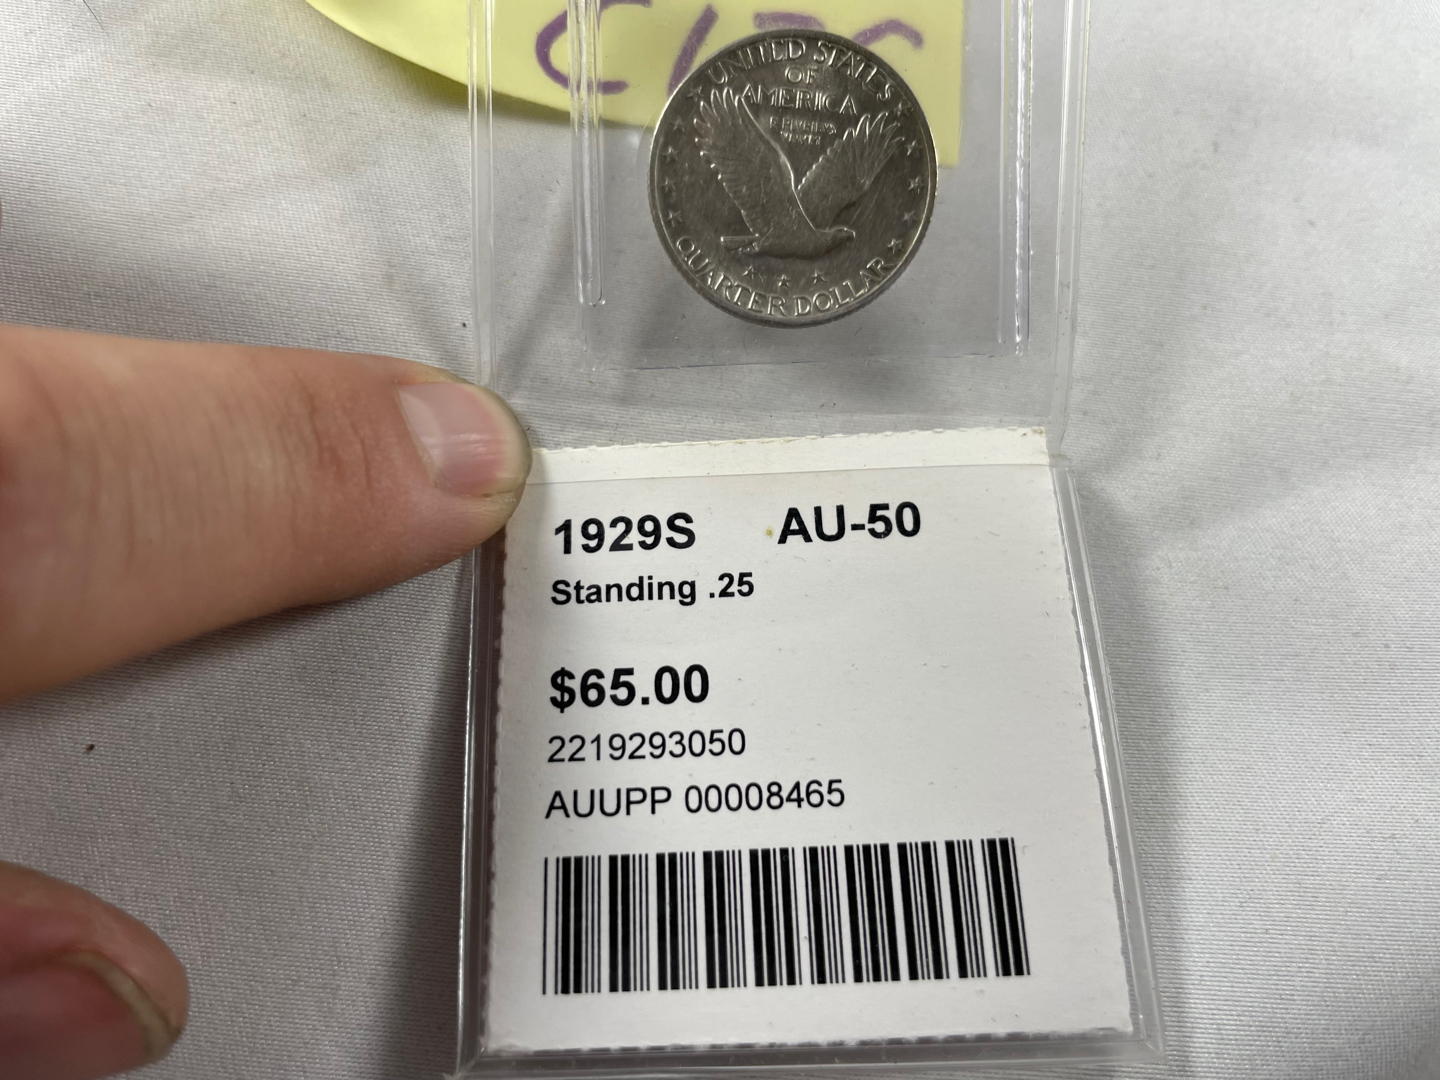 UNITED STATES
OF
AMERICA
E PLURIBUS
UNUM
QUARTER DOLLAR
1929S AU-50
Standing .25
$65.00
2219293050
AUUPP 00008465